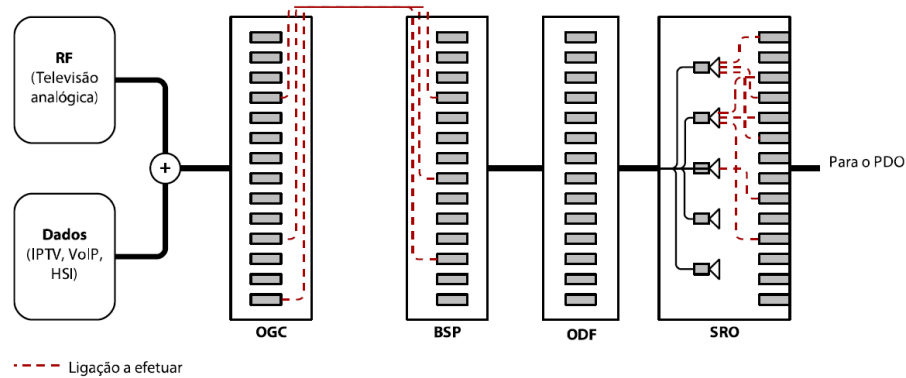 RF
(Televisão
analógica)
+
Dados
(IPTV, VoIP,
HSI)
OGC
BSP
ODF
SRO
Para o PDO
Ligação a efetuar